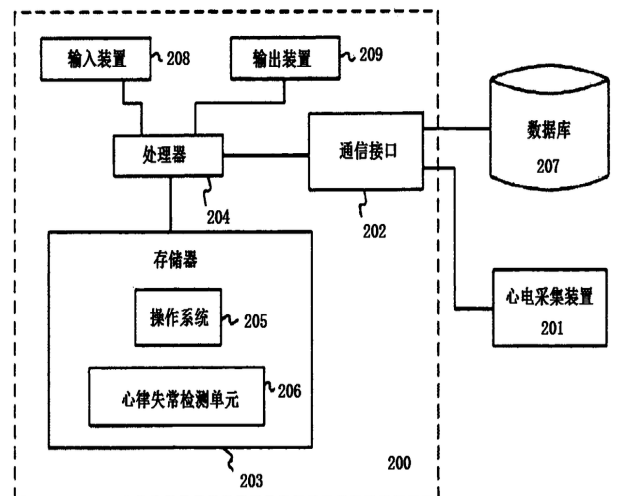 输入装置 208
输出装置 209
处理器
204
通信接口
202
数据库
207
存储器
操作系统 205
心律失常检测单元 206
203
心电采集装置
201
200